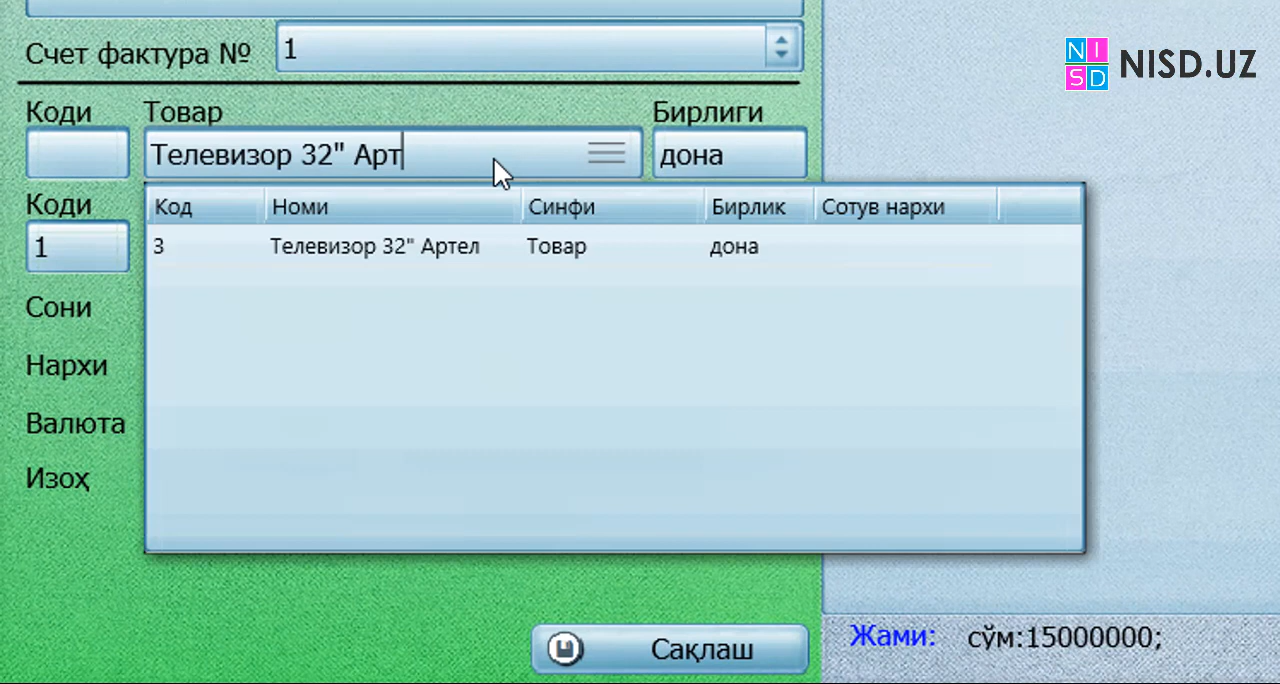 Счет фактура № 1
NISD NISD.UZ
Коди Товар Бирлиги
Телевизор 32" Арт дона
Коди
1
Код Номи Синфи Бирлик Сотув нархи
3 Телевизор 32" Артел Товар дона
Сони
Нархи
Валюта
Изоҳ
Сақлаш
Жами: сўм:15000000;